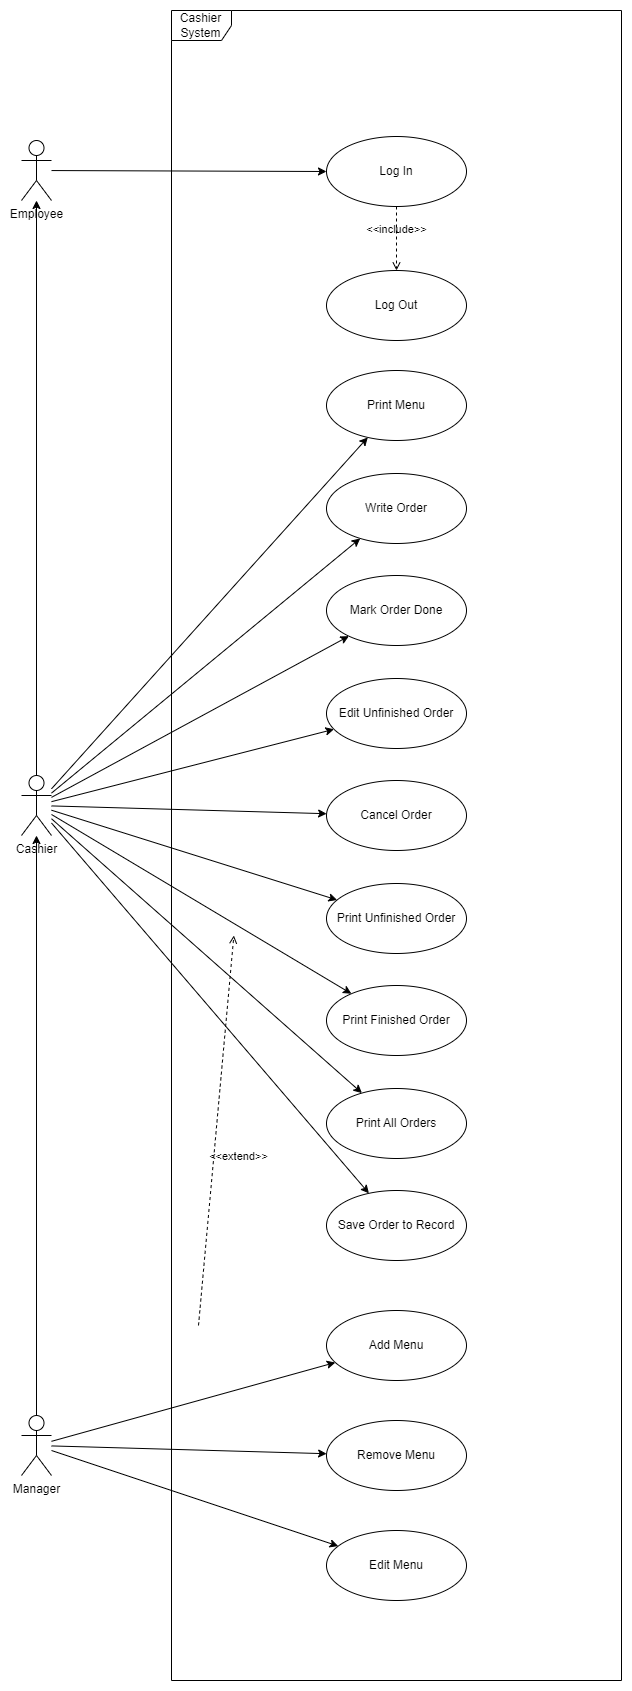 Cashier
System
Log In
Employee
<<include>>
Log Out
Print Menu
Write Order
Mark Order Done
Edit Unfinished Order
Cancel Order
Cashier
Print Unfinished Order
Print Finished Order
Print All Orders
<<extend>>
Save Order to Record
Add Menu
Remove Menu
Manager
Edit Menu